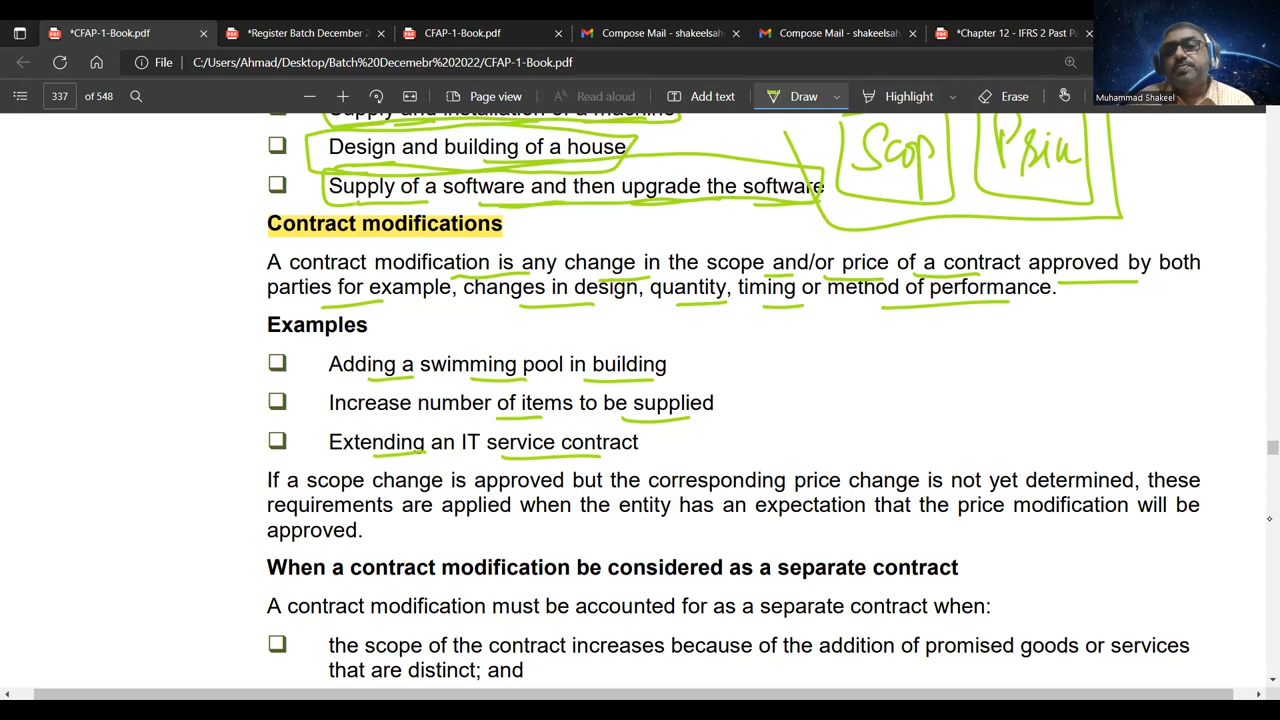 *CFAP-1-Book.pdf
*Register Batch December 2
CFAP-1-Book.pdf
Compose Mail - shakeelsah
Compose Mail - shakeelsah
*Chapter 12 - IFRS 2 Past Pa
File C:/Users/Ahmad/Desktop/Batch%20Decemebr%202022/CFAP-1-Book.pdf
337 of 548 Page view Read aloud Add text Draw Highlight Erase
Muhammad Shakeel
Supply and installation of a machine
Design and building of a house
Supply of a software and then upgrade the software
Scop
Contract modifications
A contract modification is any change in the scope and/or price of a contract approved by both
parties for example, changes in design, quantity, timing or method of performance.
Examples
Adding a swimming pool in building
Increase number of items to be supplied
Extending an IT service contract
If a scope change is approved but the corresponding price change is not yet determined, these
requirements are applied when the entity has an expectation that the price modification will be
approved.
When a contract modification be considered as a separate contract
A contract modification must be accounted for as a separate contract when:
the scope of the contract increases because of the addition of promised goods or services
that are distinct; and